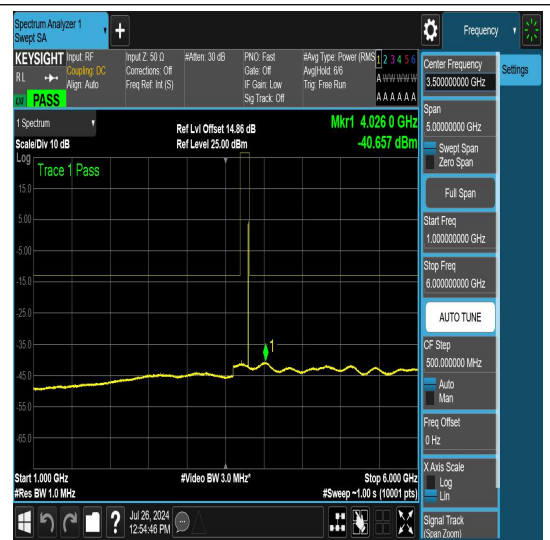 Spectrum Analyzer 1
Swept SA
+
Frequency
KEYSIGHT
RL
Input: RF
Coupling: DC
Align: Auto
Input Z: 50 Ω
Corrections: Off
Freq Ref: Int (S)
#Atten: 30 dB
PNO: Fast
Gate: Off
IF Gain: Low
Sig Track: Off
#Avg Type: Power (RMS
Avg|Hold: 6/6
Trig: Free Run
1 2 3 4 5 6
A W W W W W
A A A A A A
PASS
1 Spectrum
Scale/Div 10 dB
Ref Lvl Offset 14.86 dB
Ref Level 25.00 dBm
Mkr1 4.026 0 GHz
-40.657 dBm
Log
Trace 1 Pass
15.0
5.00
-5.00
-15.0
-25.0
-35.0
-45.0
-55.0
-65.0
1
Start 1.000 GHz
#Res BW 1.0 MHz
#Video BW 3.0 MHz*
Stop 6.000 GHz
#Sweep ~1.00 s (10001 pts)
?
Jul 26, 2024
12:54:46 PM
Center Frequency
3.500000000 GHz
Span
5.00000000 GHz
Swept Span
Zero Span
Full Span
Start Freq
1.000000000 GHz
Stop Freq
6.000000000 GHz
AUTO TUNE
CF Step
500.000000 MHz
Auto
Man
Freq Offset
0 Hz
X Axis Scale
Log
Lin
Signal Track
(Span Zoom)
Settings